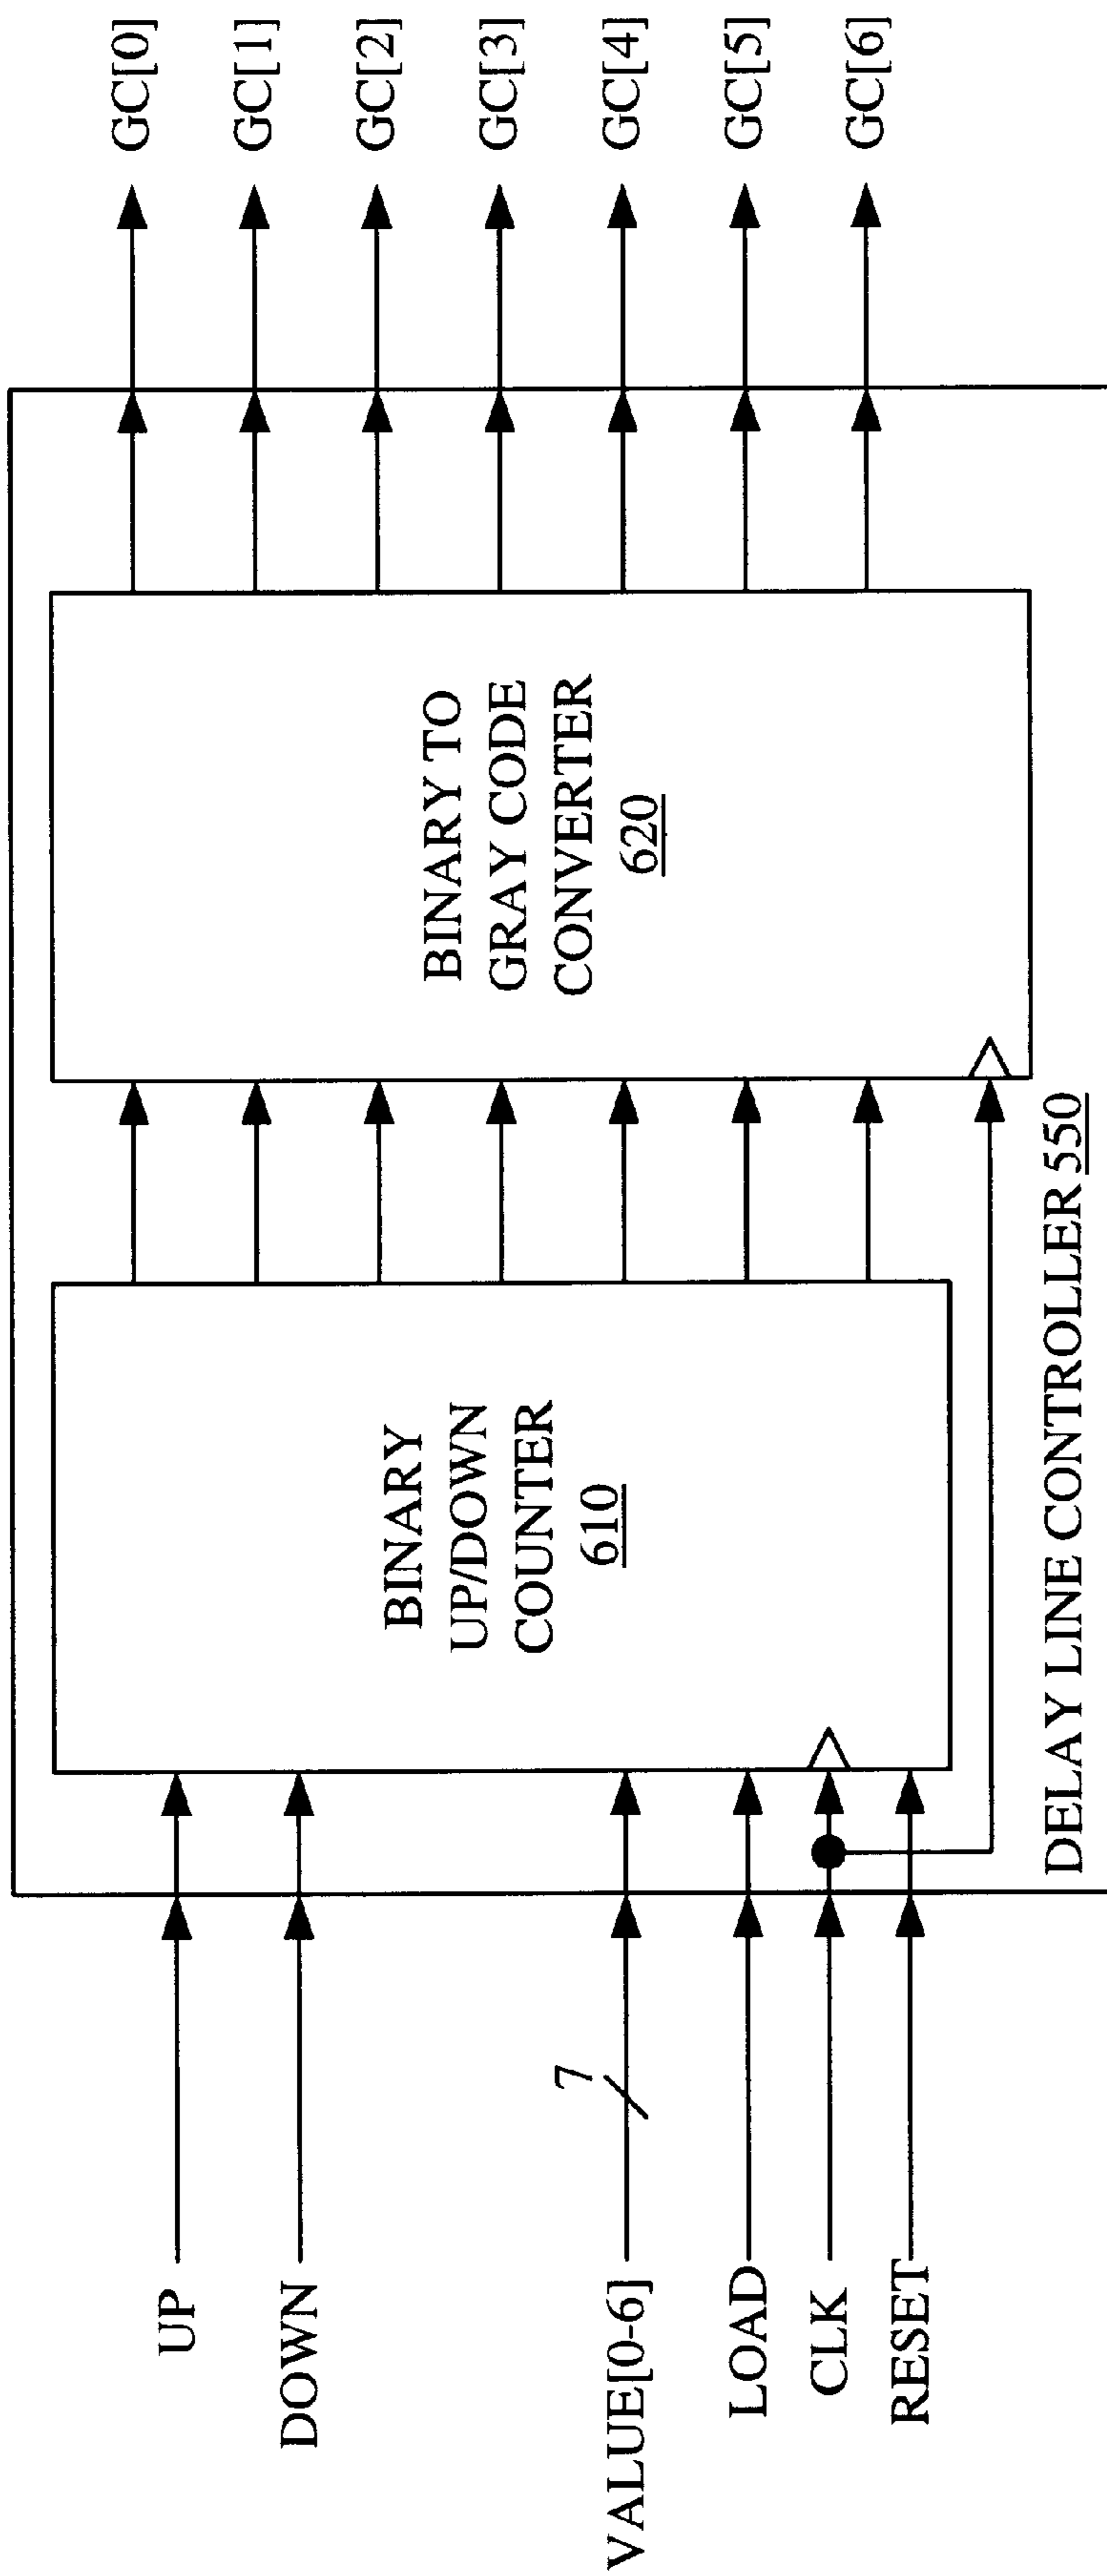 UP
DOWN
VALUE[0-6]
7
LOAD
CLK
RESET
BINARY
UP/DOWN
COUNTER
610
BINARY TO
GRAY CODE
CONVERTER
620
GC[0]
GC[1]
GC[2]
GC[3]
GC[4]
GC[5]
GC[6]
DELAY LINE CONTROLLER 550